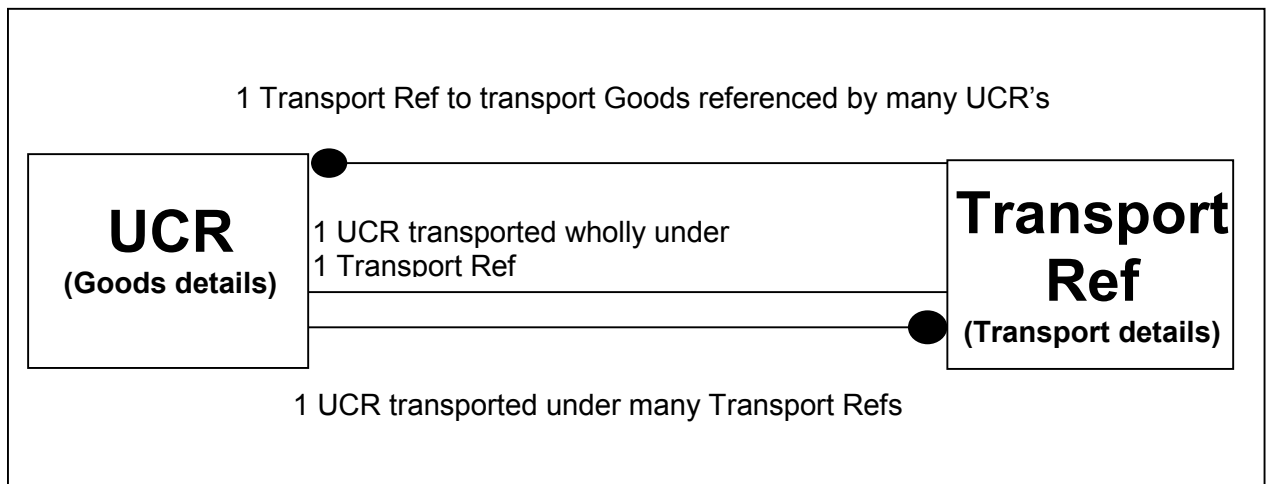 1 Transport Ref to transport Goods referenced by many UCR’s
UCR
(Goods details)
1 UCR transported wholly under
1 Transport Ref
Transport
Ref
(Transport details)
1 UCR transported under many Transport Refs